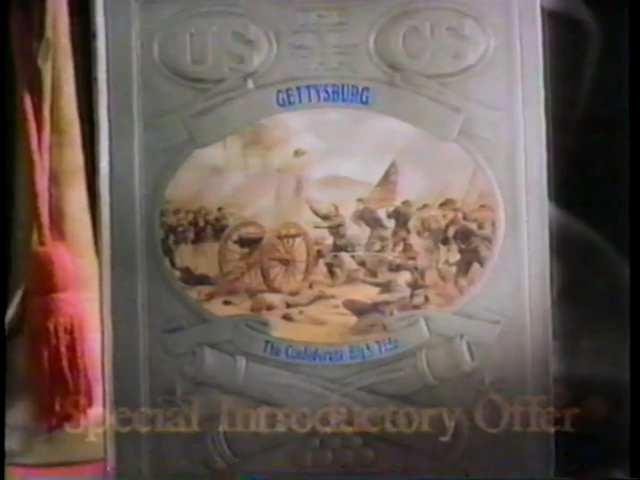 US CS
GETTYSBURG
The Confederate High Tide
Special Introductory Offer